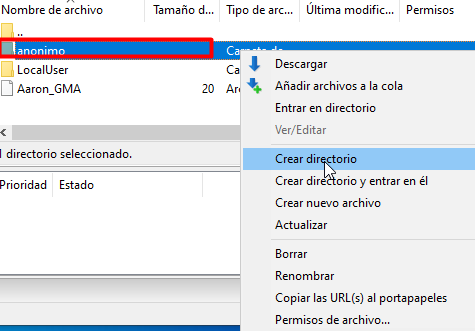 Nombre de archivo Tamaño d... Tipo de arc... Última modific... Permisos
..
anonimo Carpeta de
LocalUser Ca
Aaron_GMA 20 Arc
1 directorio seleccionado.
Prioridad Estado
Descargar
Añadir archivos a la cola
Entrar en directorio
Ver/Editar
Crear directorio
Crear directorio y entrar en él
Crear nuevo archivo
Actualizar
Borrar
Renombrar
Copiar las URL(s) al portapapeles
Permisos de archivo...